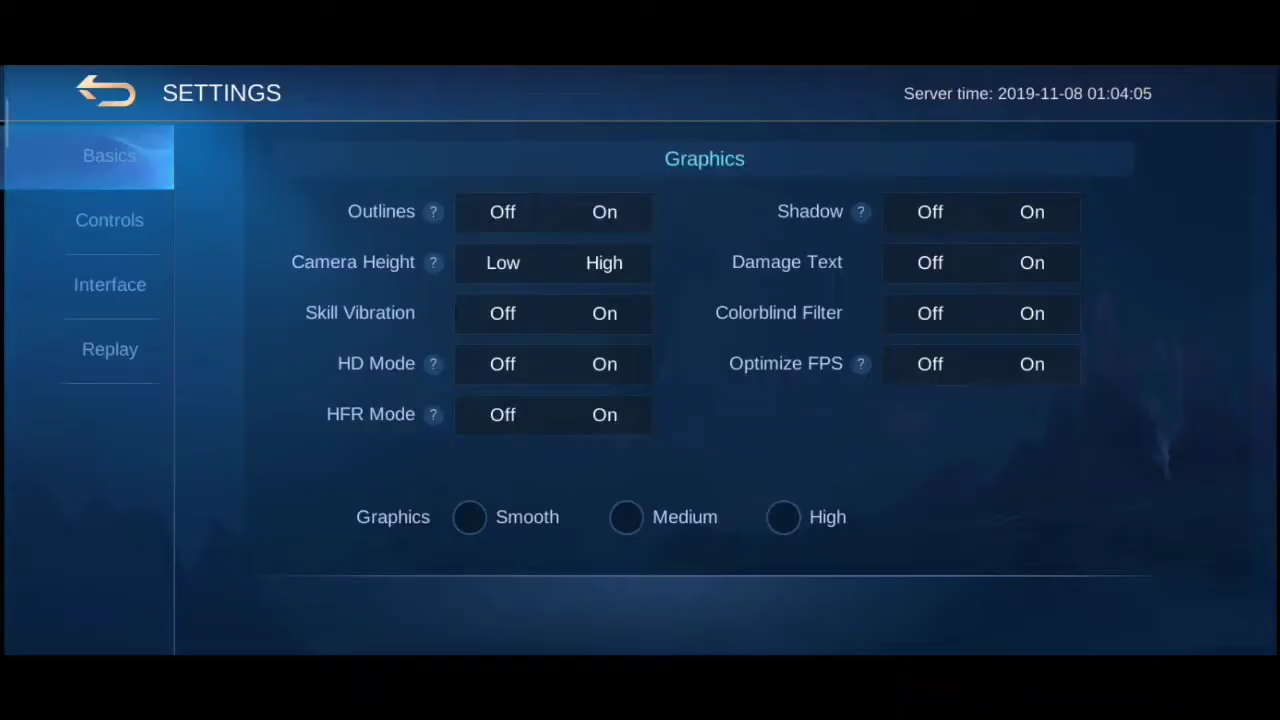 SETTINGS
Server time: 2019-11-08 01:04:05
Basics
Controls
Interface
Replay
Graphics
Outlines ? Off On
Shadow ? Off On
Camera Height ? Low High
Damage Text Off On
Skill Vibration Off On
Colorblind Filter Off On
HD Mode ? Off On
Optimize FPS ? Off On
HFR Mode ? Off On
Graphics Smooth Medium High